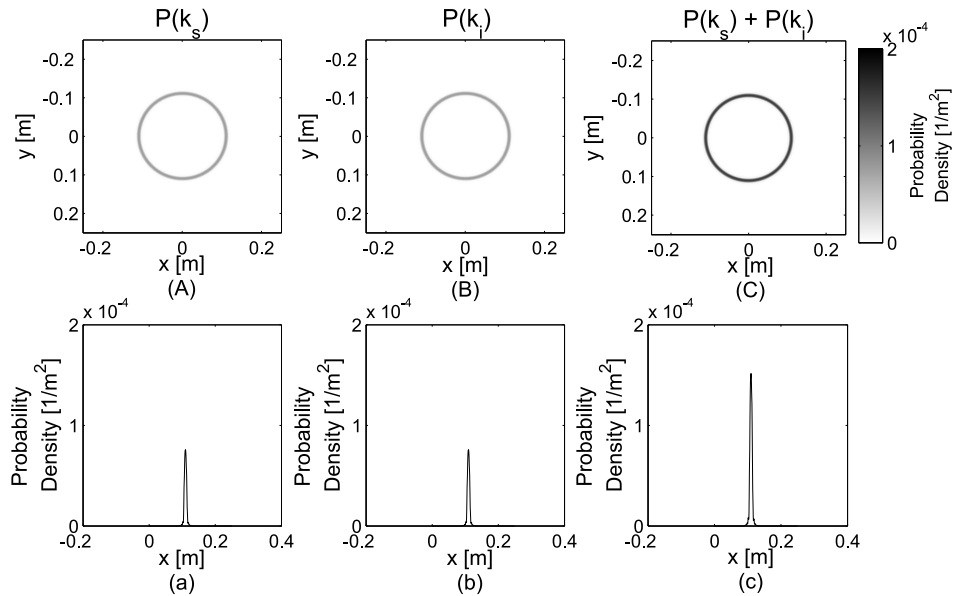 P(k_s)
P(k_i)
P(k_s) + P(k_i)
y [m]
-0.2
-0.1
0
0.1
0.2
-0.2 0 0.2
x [m]
(A)
y [m]
-0.2
-0.1
0
0.1
0.2
-0.2 0 0.2
x [m]
(B)
y [m]
-0.2
-0.1
0
0.1
0.2
-0.2 0 0.2
x [m]
(C)
x 10^-4
2
1
0
Probability
Density [1/m^2]
x 10^-4
Probability
Density [1/m^2]
2
1
0
-0.2 0 0.2 0.4
x [m]
(a)
x 10^-4
Probability
Density [1/m^2]
2
1
0
-0.2 0 0.2 0.4
x [m]
(b)
x 10^-4
Probability
Density [1/m^2]
2
1
0
-0.2 0 0.2 0.4
x [m]
(c)